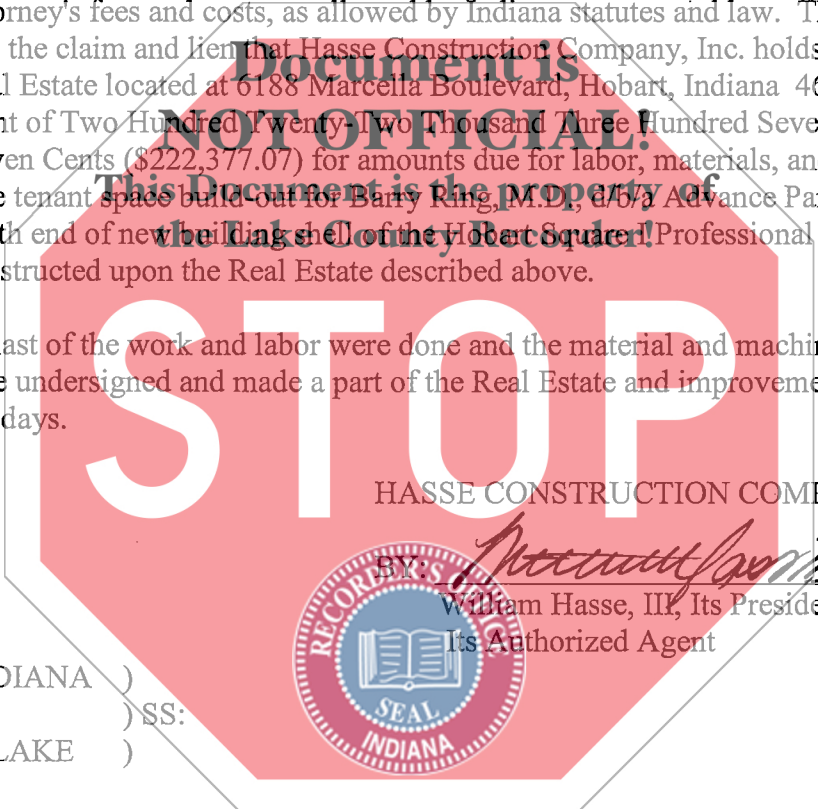 orney's fees and costs, as allowed by Indiana statutes and law. T
the claim and lien that Hasse Construction Company, Inc. holds
Document is
l Estate located at 6188 Marcella Boulevard, Hobart, Indiana 46
NOT OFFICIAL!
nt of Two Hundred Twenty-Two Thousand Three Hundred Seve
ven Cents ($222,377.07) for amounts due for labor, materials, an
This Document is the property of
e tenant space build-out for Barry Ring, M.D., d/b/a Advance Pa
the Lake County Recorder!
th end of new building shell of the Hobart Square I Professional
structed upon the Real Estate described above.
STOP
ast of the work and labor were done and the material and machin
e undersigned and made a part of the Real Estate and improveme
days.
HASSE CONSTRUCTION COMP
BY:
William Hasse, III, Its Preside
Its Authorized Agent
RECORDER'S OFFICE
SEAL
INDIANA
DIANA )
) SS:
LAKE )